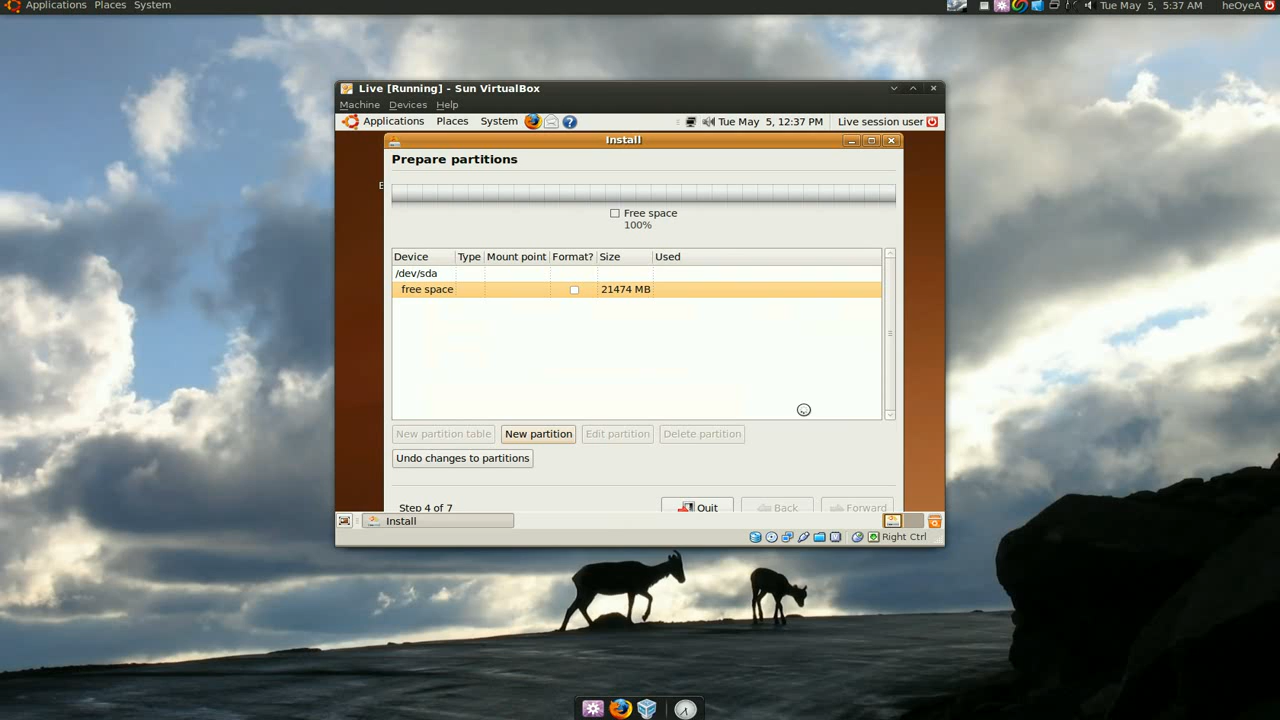 Applications Places System Tue May 5, 5:37 AM heOyeA
Live [Running] - Sun VirtualBox
Machine Devices Help
Applications Places System Tue May 5, 12:37 PM Live session user
Install
Prepare partitions
E
Free space
100%
Device Type Mount point Format? Size Used
/dev/sda
free space 21474 MB
New partition table New partition Edit partition Delete partition
Undo changes to partitions
Step 4 of 7 Quit Back Forward
Install
Right Ctrl